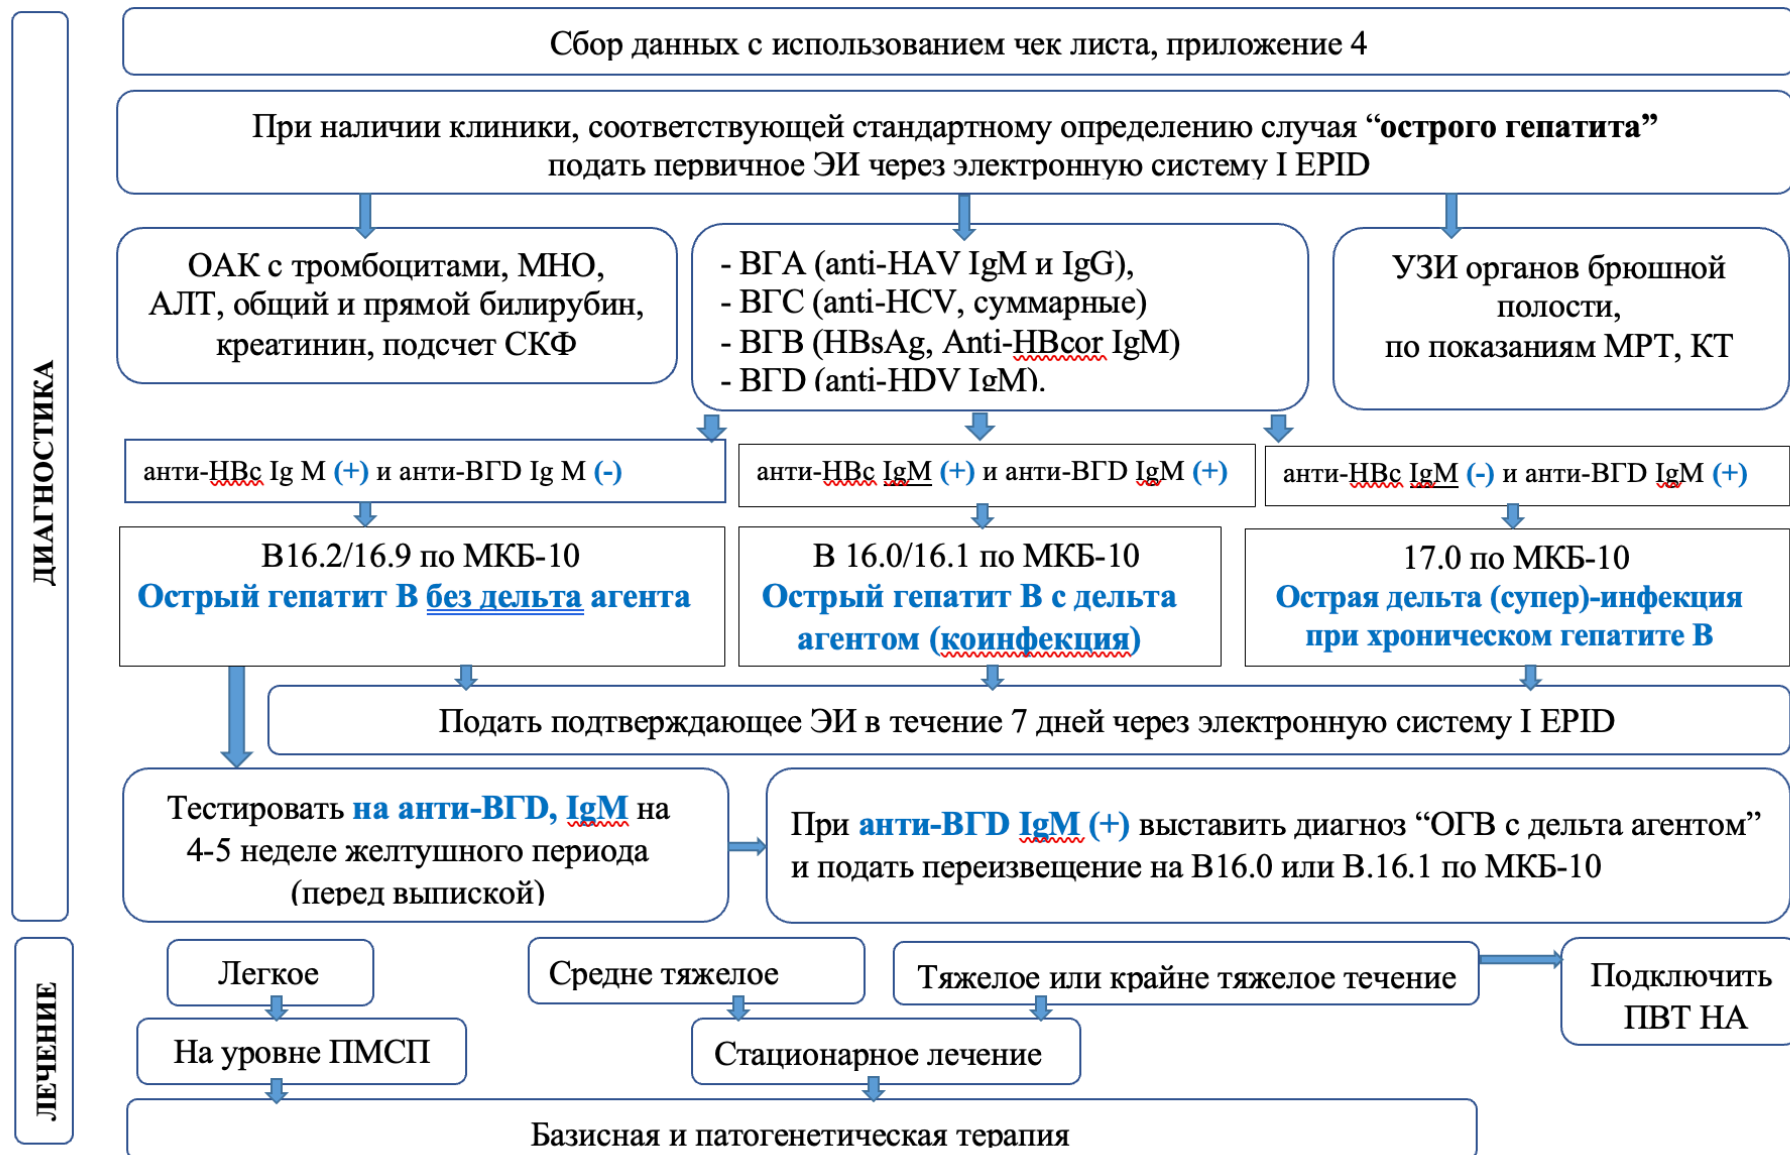 ДИАГНОСТИКА
Сбор данных с использованием чек листа, приложение 4
При наличии клиники, соответствующей стандартному определению случая “острого гепатита”
подать первичное ЭИ через электронную систему I EPID
ОАК с тромбоцитами, МНО,
АЛТ, общий и прямой билирубин,
креатинин, подсчет СКФ
- ВГА (anti-HAV IgM и IgG),
- ВГС (anti-HCV, суммарные)
- ВГВ (HBsAg, Anti-HBcor IgM)
- ВГD (anti-HDV IgM).
УЗИ органов брюшной
полости,
по показаниям МРТ, КТ
анти-HBc Ig M (+) и анти-ВГD Ig M (-)
анти-HBc IgM (+) и анти-ВГD IgM (+)
анти-HBc IgM (-) и анти-ВГD IgM (+)
В16.2/16.9 по МКБ-10
Острый гепатит В без дельта агента
В 16.0/16.1 по МКБ-10
Острый гепатит В с дельта
агентом (коинфекция)
17.0 по МКБ-10
Острая дельта (супер)-инфекция
при хроническом гепатите В
Подать подтверждающее ЭИ в течение 7 дней через электронную систему I EPID
Тестировать на анти-ВГD, IgM на
4-5 неделе желтушного периода
(перед выпиской)
При анти-ВГD IgM (+) выставить диагноз “ОГВ с дельта агентом”
и подать переизвещение на В16.0 или В.16.1 по МКБ-10
ЛЕЧЕНИЕ
Легкое
Средне тяжелое
Тяжелое или крайне тяжелое течение
Подключить
ПВТ НА
На уровне ПМСП
Стационарное лечение
Базисная и патогенетическая терапия